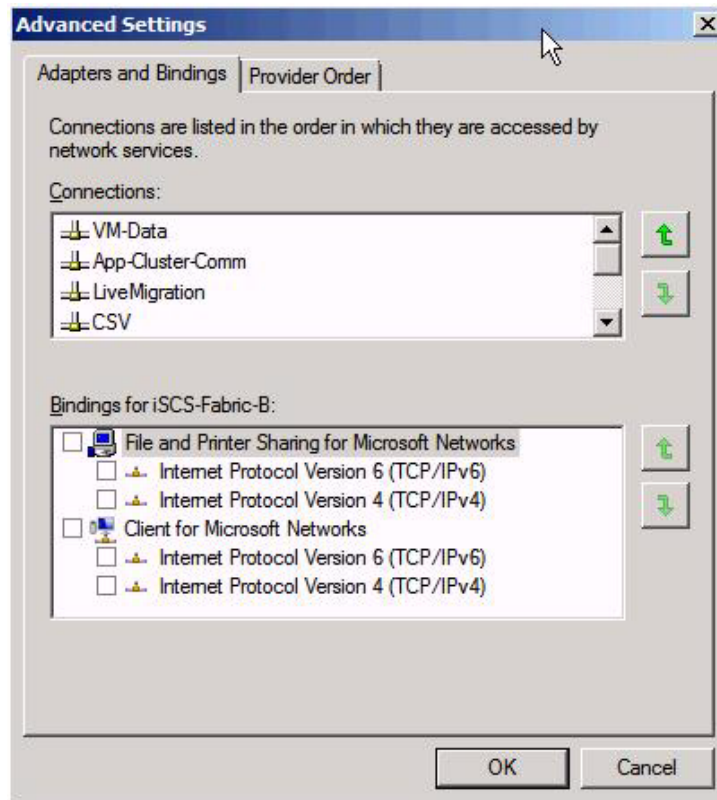 Advanced Settings
Adapters and Bindings
Provider Order
Connections are listed in the order in which they are accessed by
network services.
Connections:
VM-Data
App-Cluster-Comm
LiveMigration
CSV
Bindings for iSCS-Fabric-B:
File and Printer Sharing for Microsoft Networks
Internet Protocol Version 6 (TCP/IPv6)
Internet Protocol Version 4 (TCP/IPv4)
Client for Microsoft Networks
Internet Protocol Version 6 (TCP/IPv6)
Internet Protocol Version 4 (TCP/IPv4)
OK
Cancel